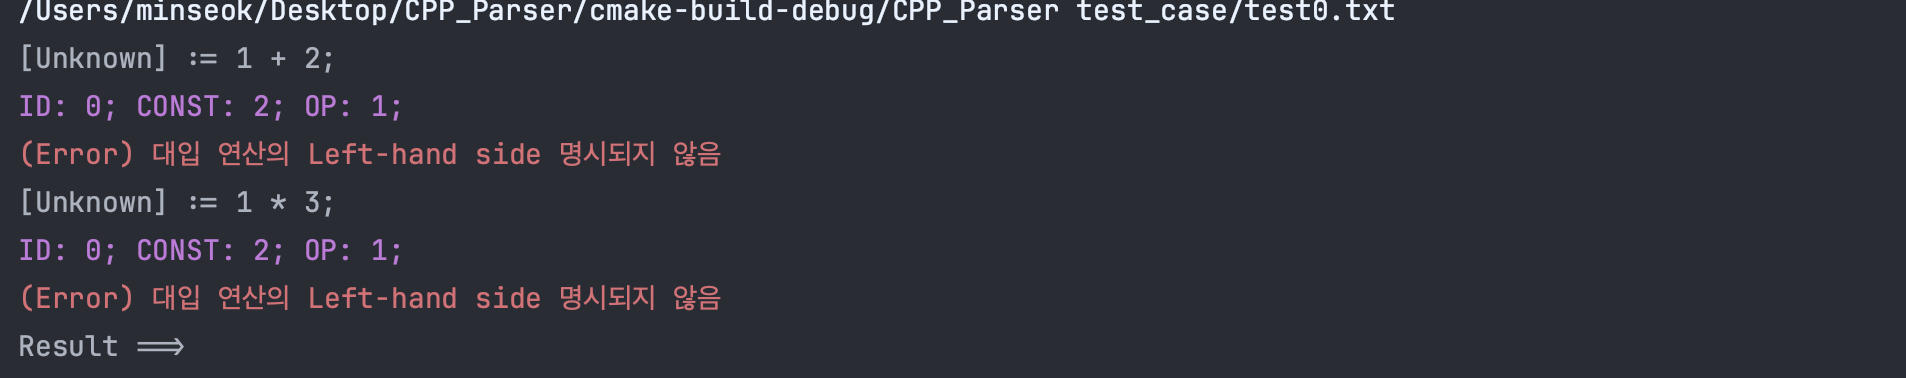 /Users/minseok/Desktop/CPP_Parser/cmake-build-debug/CPP_Parser test_case/test0.txt
[Unknown] := 1 + 2;
ID: 0; CONST: 2; OP: 1;
(Error) 대입 연산의 Left-hand side 명시되지 않음
[Unknown] := 1 * 3;
ID: 0; CONST: 2; OP: 1;
(Error) 대입 연산의 Left-hand side 명시되지 않음
Result ==>